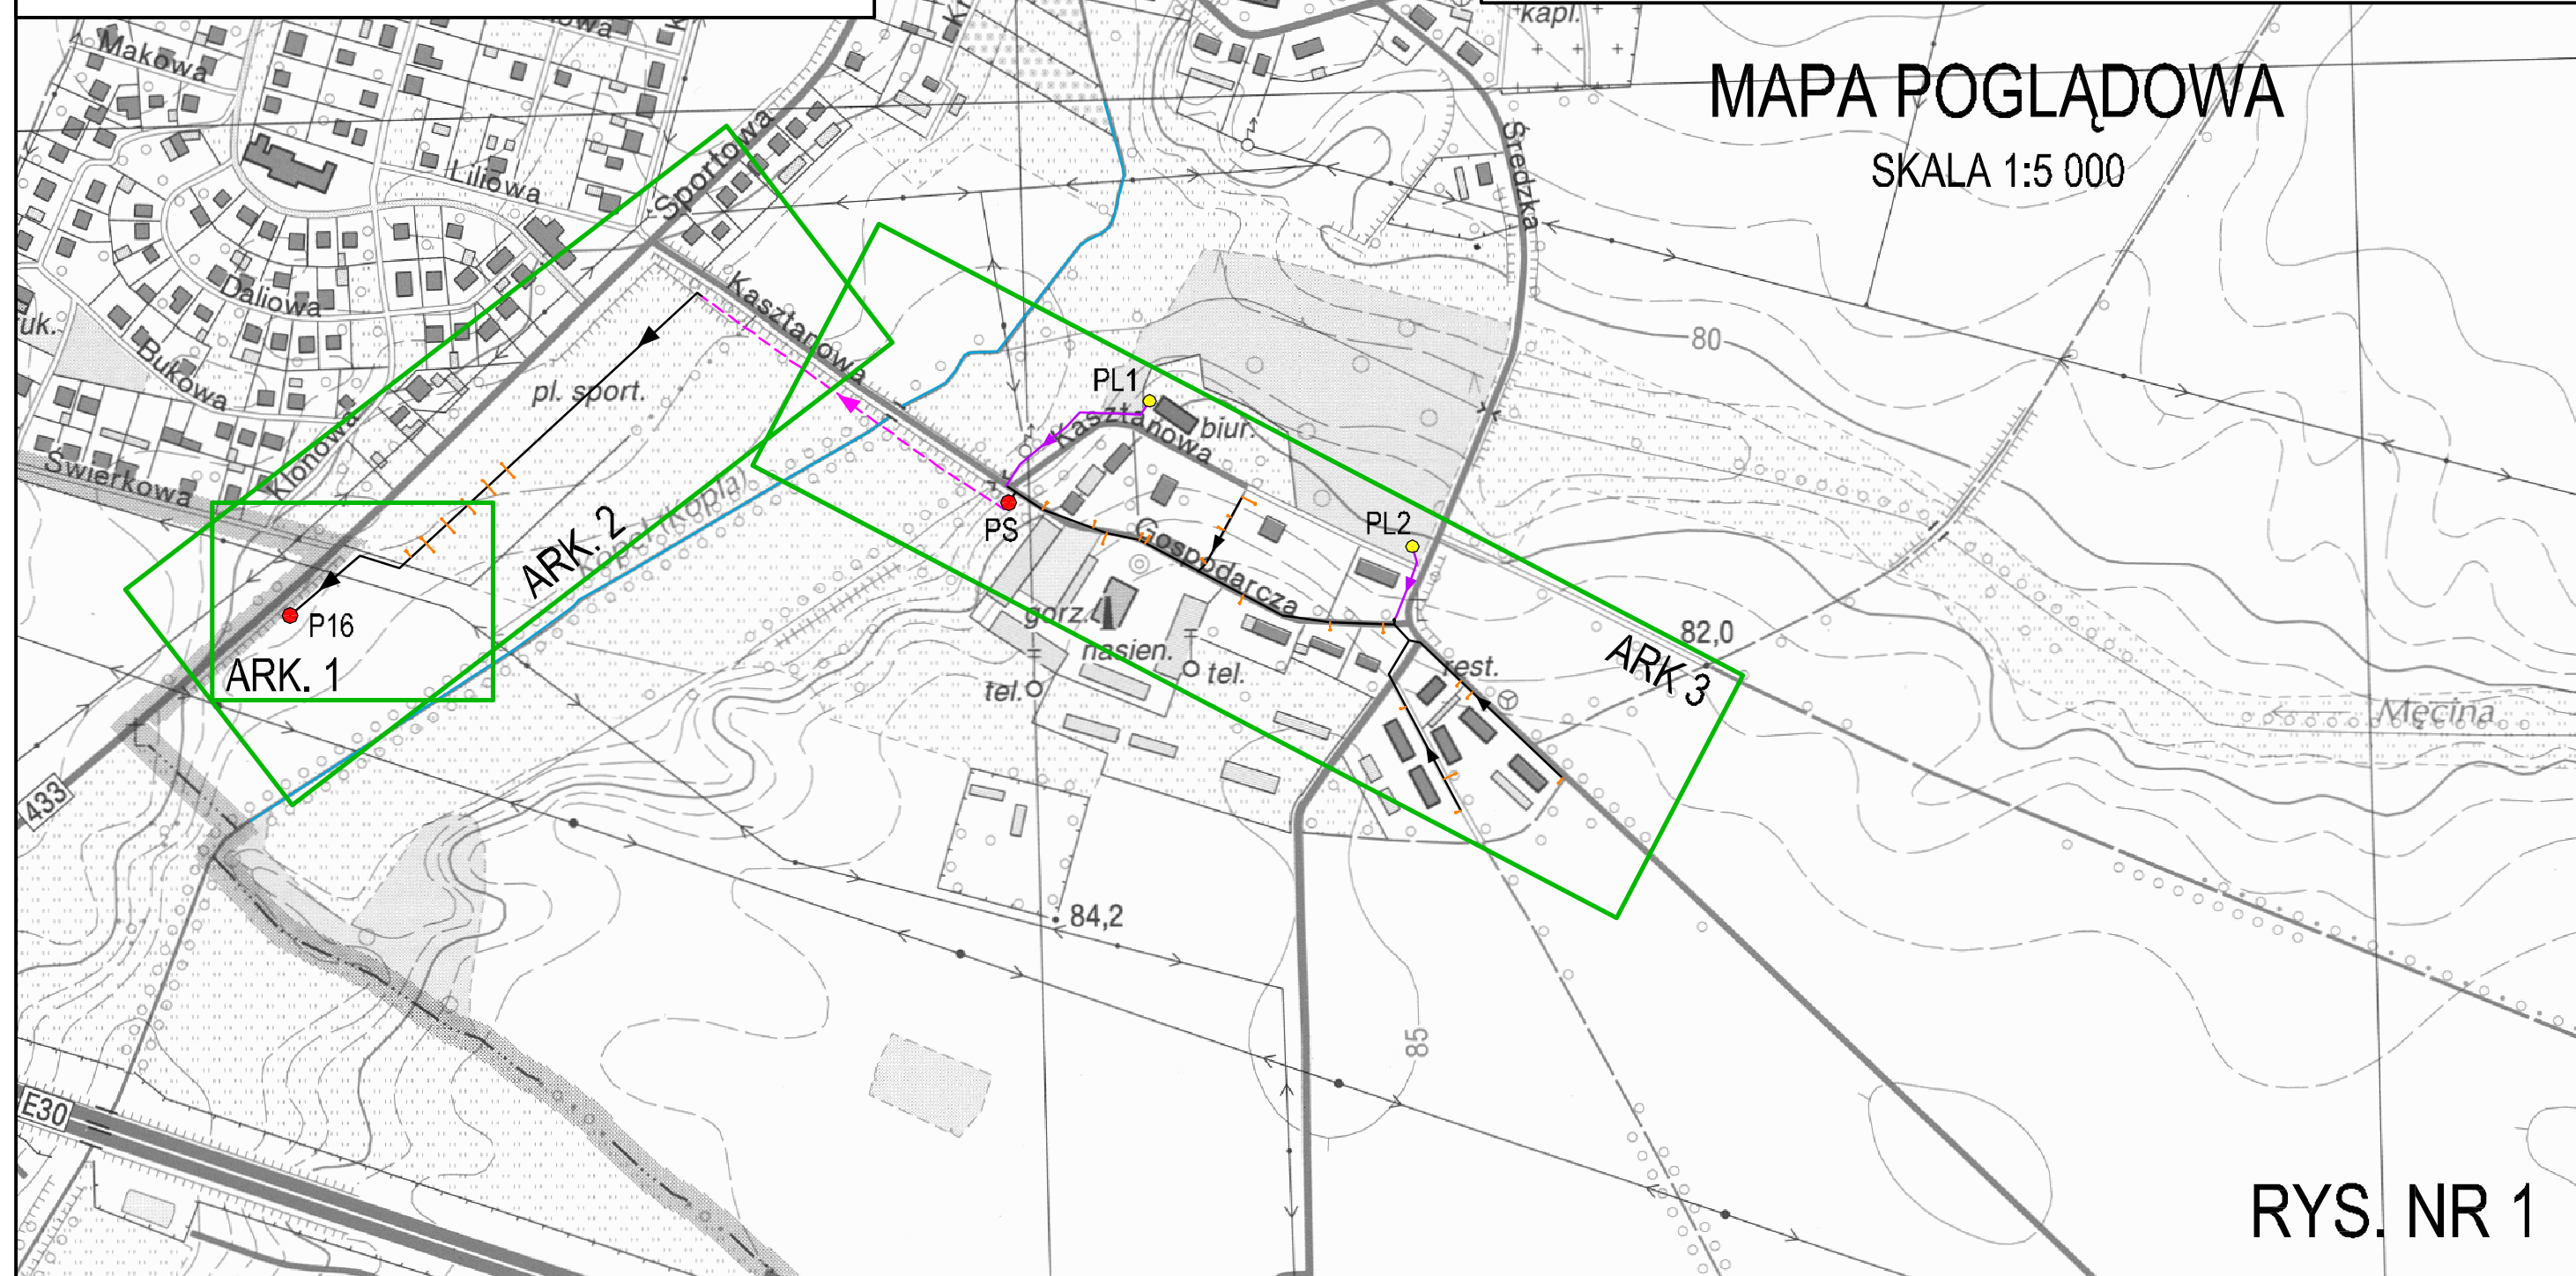 kapl.
MAPA POGLĄDOWA
SKALA 1:5 000
Makowa
Sportowa
Średzka
Liliowa
Daliowa
Kasztanowa
Bukowa
pl. sport.
80
PL1
Kasztanowa
biur.
Klonowa
Świerkowa
PS
PL2
ARK. 2
Gospodarcza
gorz.
nasien.
tel.
tel.
P16
ARK. 1
82,0
ARK 3
rest.
Męcina
433
84,2
85
E30
RYS. NR 1